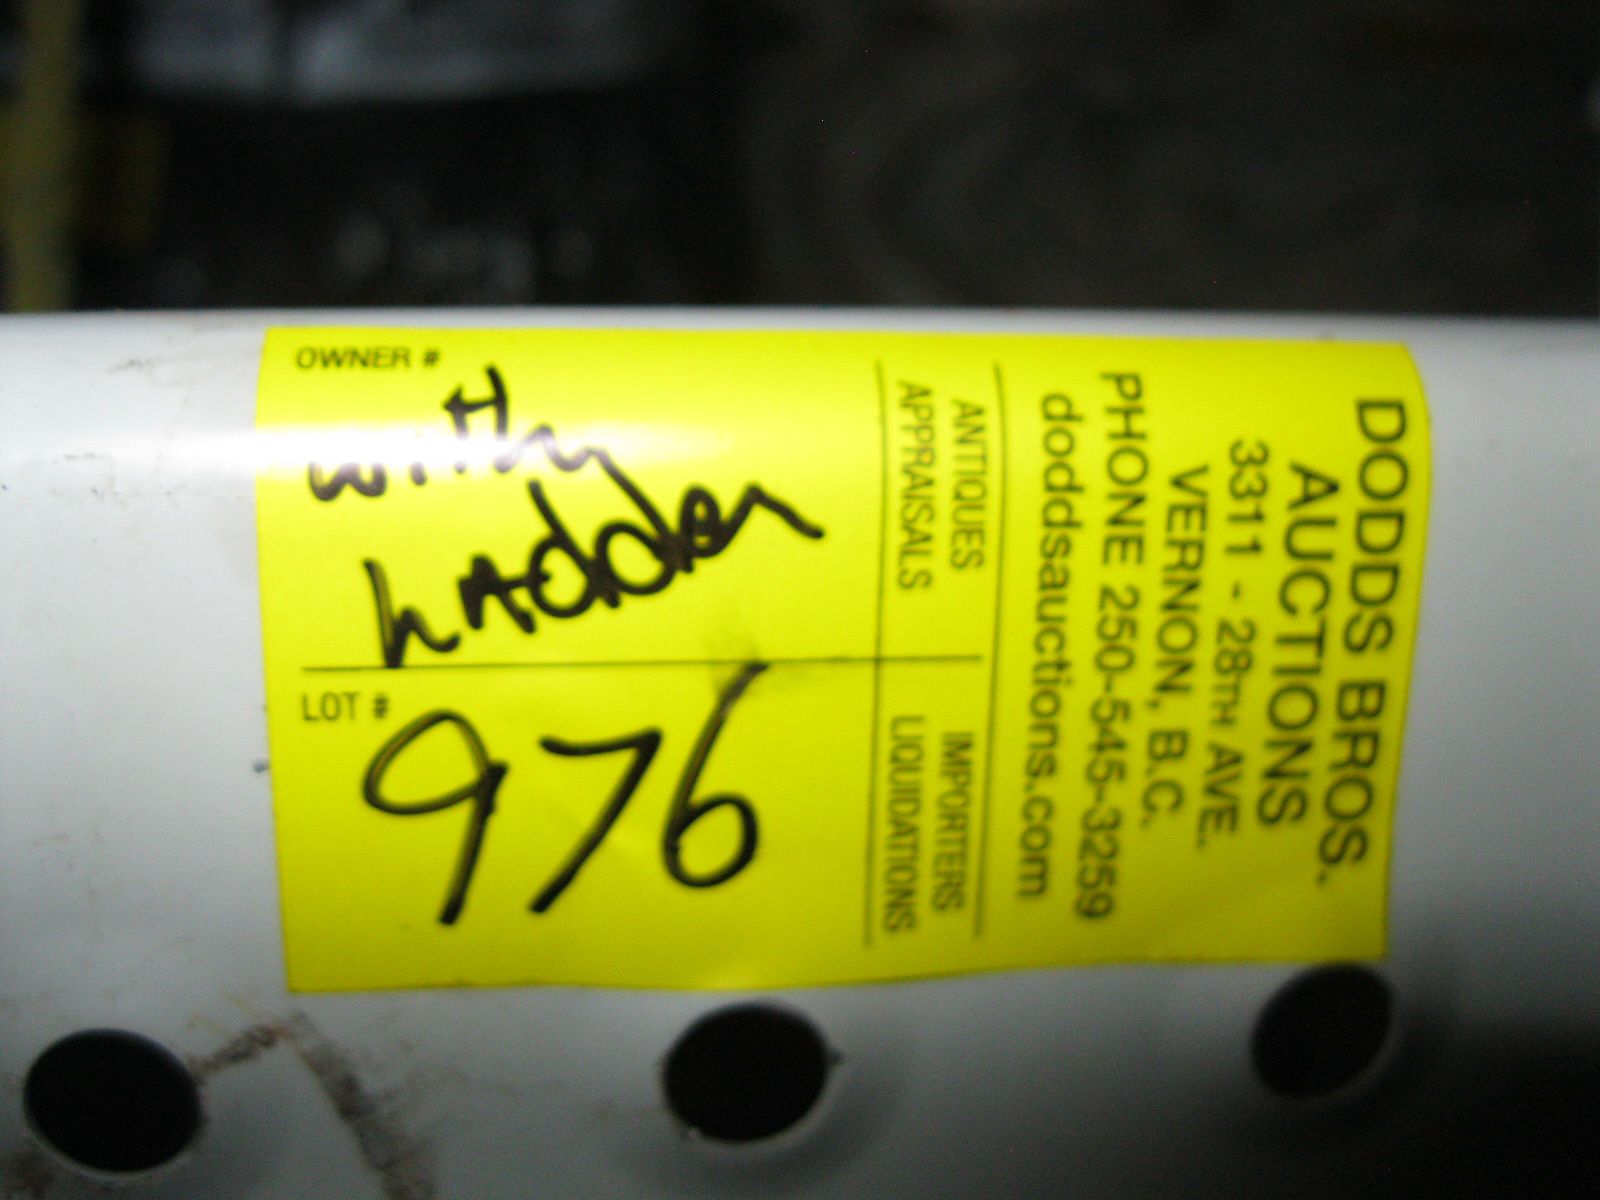 DODDS BROS.
AUCTIONS
3311 - 28TH AVE.
VERNON, B.C.
PHONE 250-545-3259
doddsauctions.com
ANTIQUES
APPRAISALS
IMPORTERS
LIQUIDATIONS
OWNER #
with
LAdder
LOT #
976